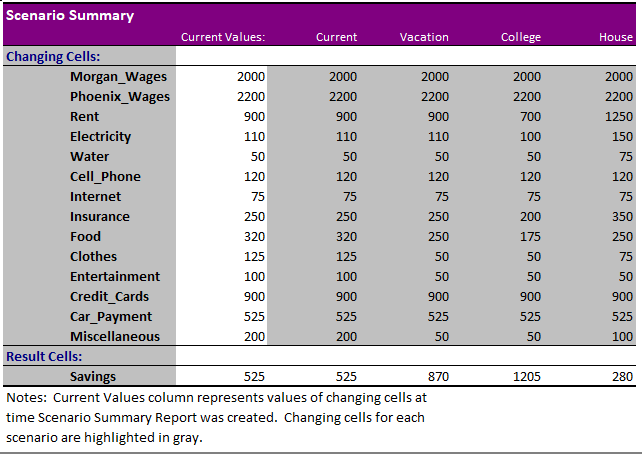 Scenario Summary
Current Values: Current Vacation College House
Changing Cells:
Morgan_Wages 2000 2000 2000 2000 2000
Phoenix_Wages 2200 2200 2200 2200 2200
Rent 900 900 900 700 1250
Electricity 110 110 110 100 150
Water 50 50 50 50 75
Cell_Phone 120 120 120 120 120
Internet 75 75 75 75 75
Insurance 250 250 250 200 350
Food 320 320 250 175 250
Clothes 125 125 50 50 75
Entertainment 100 100 50 50 50
Credit_Cards 900 900 900 900 900
Car_Payment 525 525 525 525 525
Miscellaneous 200 200 50 50 100
Result Cells:
Savings 525 525 870 1205 280
Notes: Current Values column represents values of changing cells at
time Scenario Summary Report was created. Changing cells for each
scenario are highlighted in gray.